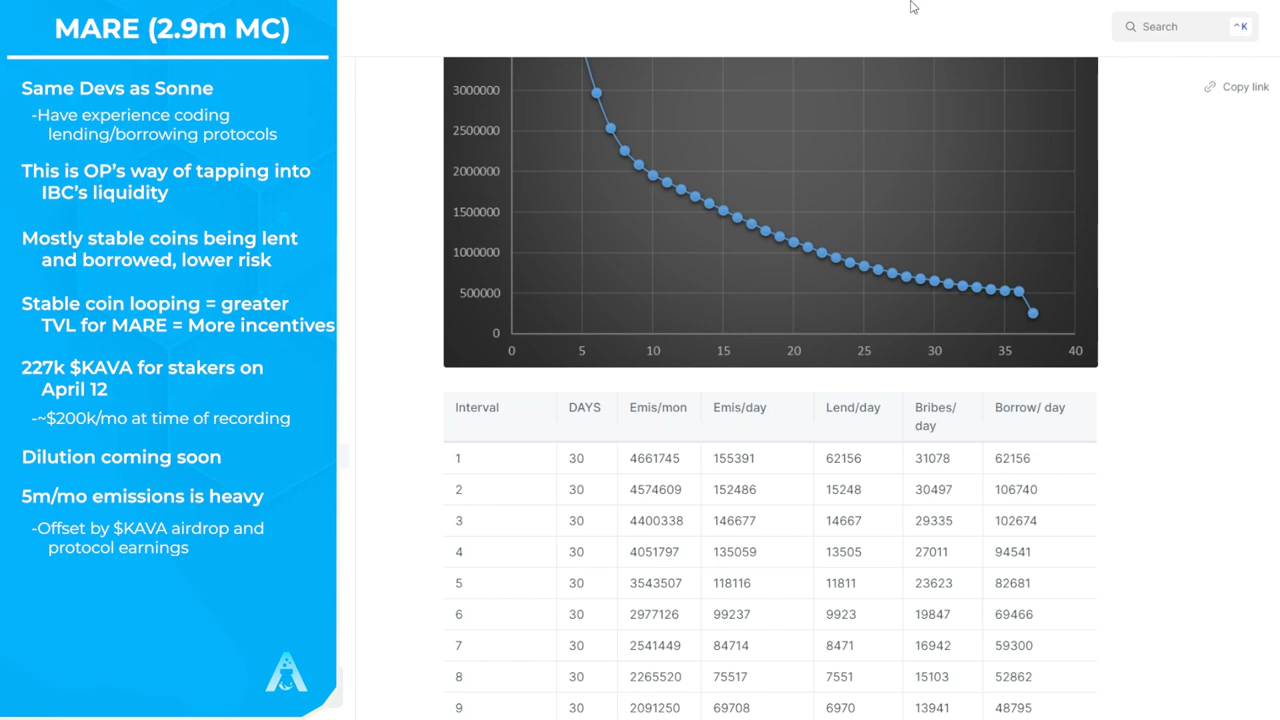 MARE (2.9m MC)
Same Devs as Sonne
-Have experience coding
lending/borrowing protocols
This is OP's way of tapping into
IBC's liquidity
Mostly stable coins being lent
and borrowed, lower risk
Stable coin looping = greater
TVL for MARE = More incentives
227k $KAVA for stakers on
April 12
-~$200k/mo at time of recording
Dilution coming soon
5m/mo emissions is heavy
-Offset by $KAVA airdrop and
protocol earnings
Search ^K
Copy link
3000000
2500000
2000000
1500000
1000000
500000
0
0 5 10 15 20 25 30 35 40
Interval DAYS Emis/mon Emis/day Lend/day Bribes/ Borrow/ day
day
1 30 4661745 155391 62156 31078 62156
2 30 4574609 152486 15248 30497 106740
3 30 4400338 146677 14667 29335 102674
4 30 4051797 135059 13505 27011 94541
5 30 3543507 118116 11811 23623 82681
6 30 2977126 99237 9923 19847 69466
7 30 2541449 84714 8471 16942 59300
8 30 2265520 75517 7551 15103 52862
9 30 2091250 69708 6970 13941 48795